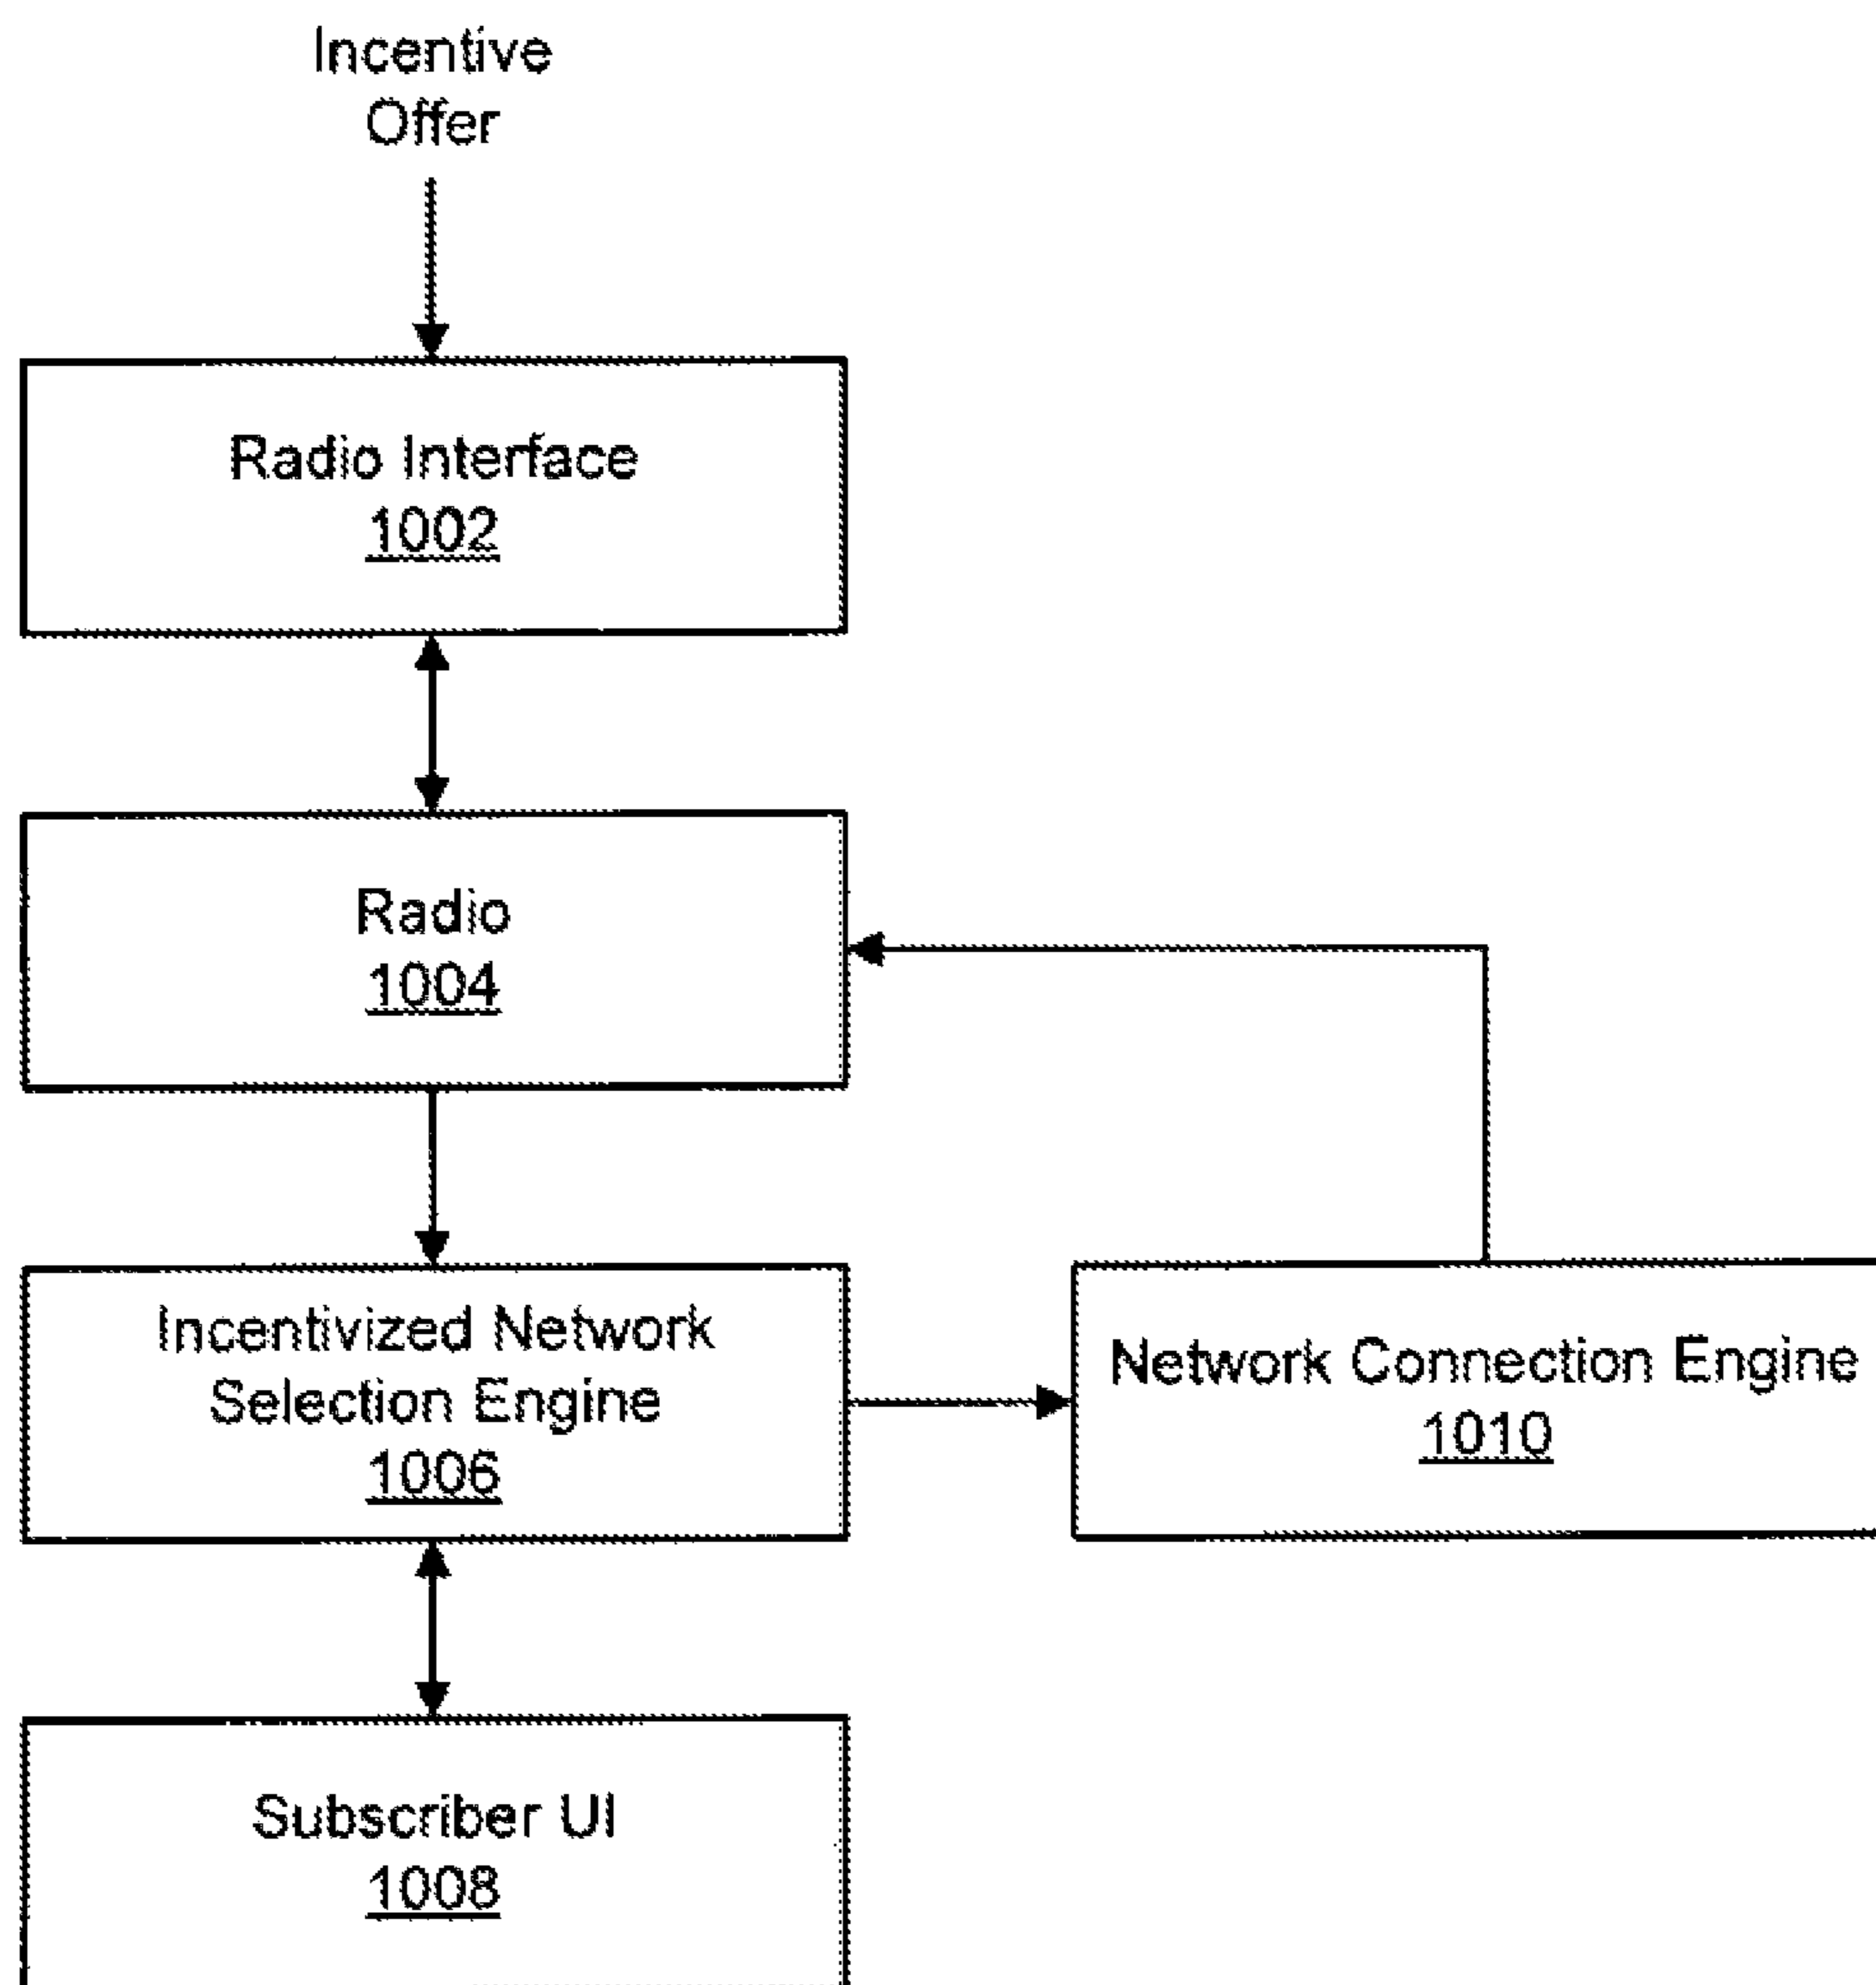 Incentive
Offer
Radio Interface
1002
Radio
1004
Incentivized Network
Selection Engine
1006
Network Connection Engine
1010
Subscriber UI
1008